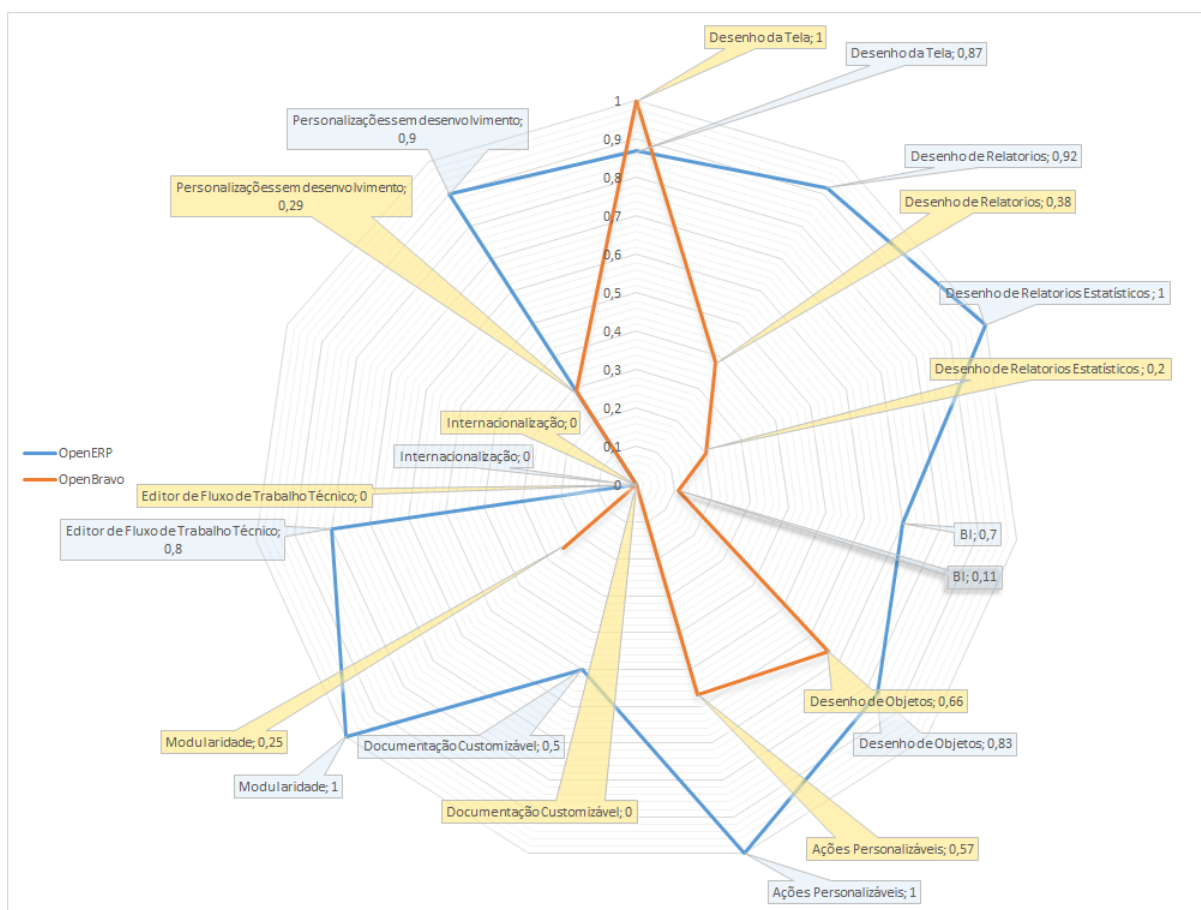 Desenho da Tela; 1
Desenho da Tela; 0,87
Personalizações sem desenvolvimento;
0,9
Desenho de Relatorios; 0,92
Personalizações sem desenvolvimento;
0,29
Desenho de Relatorios; 0,38
Desenho de Relatorios Estatísticos ; 1
Desenho de Relatorios Estatísticos ; 0,2
1
0,9
0,8
0,7
0,6
0,5
0,4
0,3
0,2
0,1
0
Internacionalização; 0
Internacionalização; 0
OpenERP
OpenBravo
Editor de Fluxo de Trabalho Técnico; 0
Editor de Fluxo de Trabalho Técnico;
0,8
BI; 0,7
BI; 0,11
Desenho de Objetos; 0,66
Desenho de Objetos; 0,83
Modularidade; 0,25
Documentação Customizável; 0,5
Modularidade; 1
Documentação Customizável; 0
Ações Personalizáveis; 0,57
Ações Personalizáveis; 1